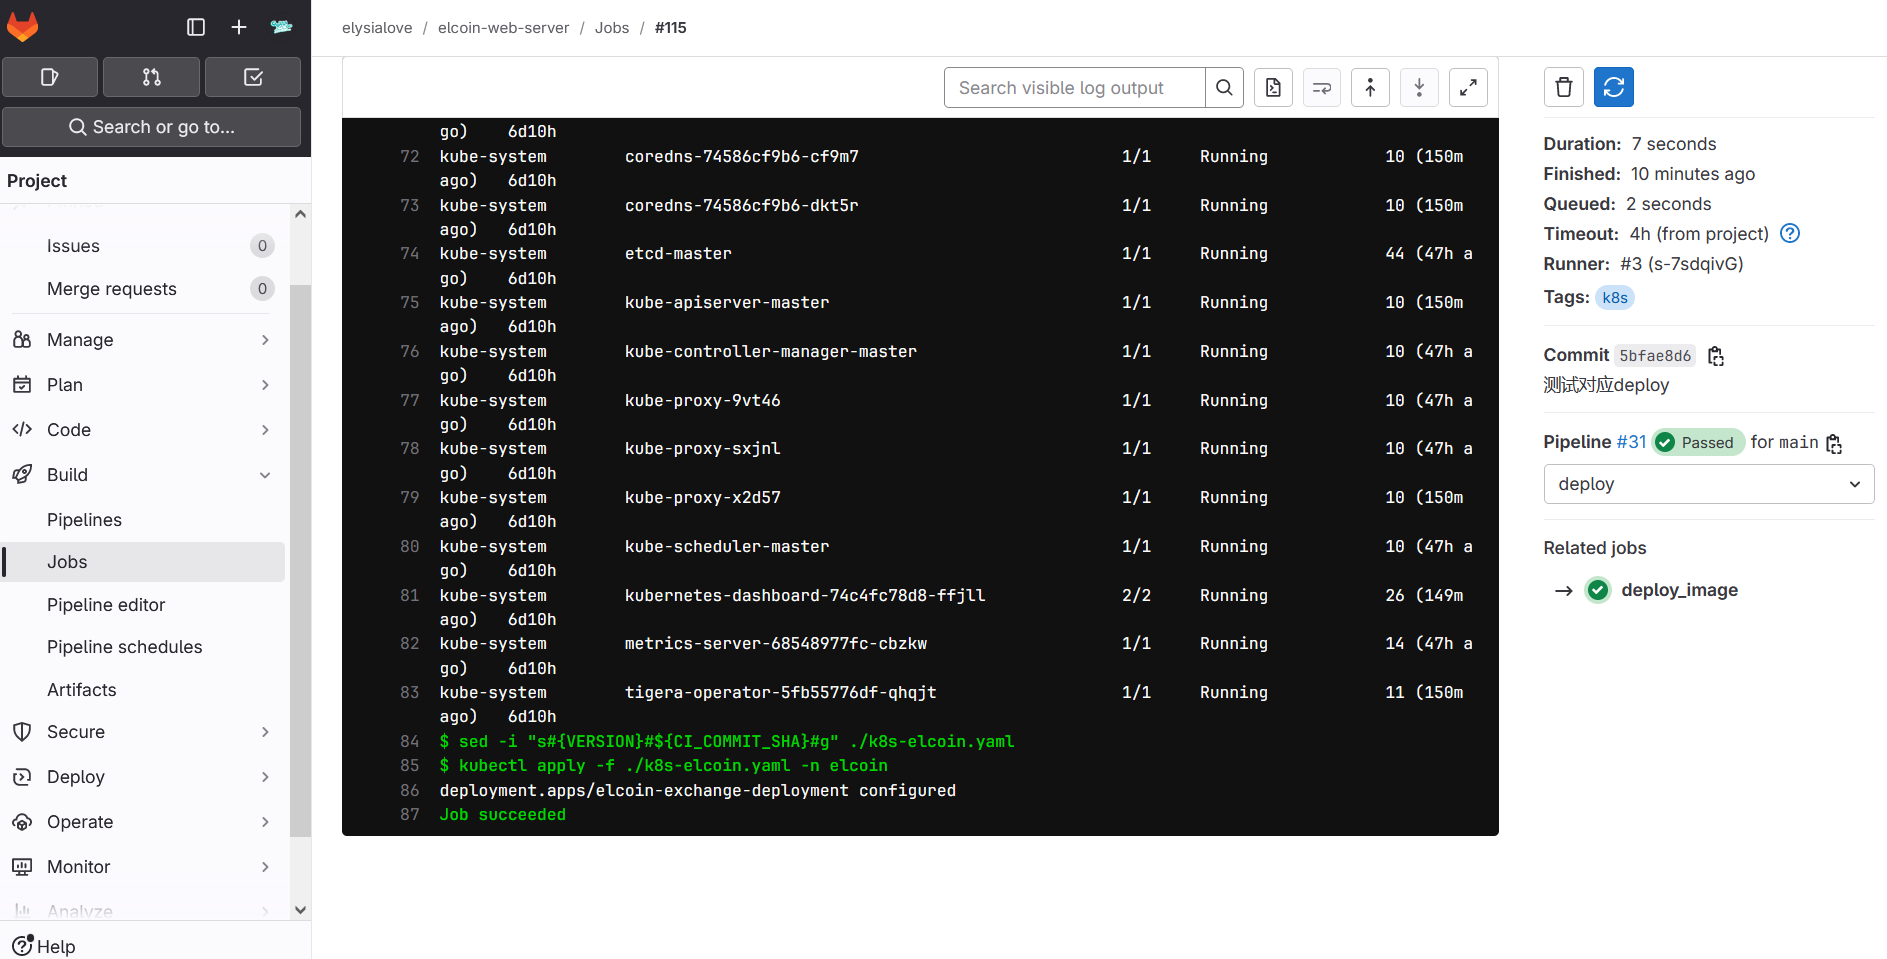 elysialove / elcoin-web-server / Jobs / #115
Search or go to...
Project
Issues 0
Merge requests 0
Manage
Plan
Code
Build
Pipelines
Jobs
Pipeline editor
Pipeline schedules
Artifacts
Secure
Deploy
Operate
Monitor
Analyze
Help
Search visible log output
go) 6d10h
72 kube-system coredns-74586cf9b6-cf9m7 1/1 Running 10 (150m
ago) 6d10h
73 kube-system coredns-74586cf9b6-dkt5r 1/1 Running 10 (150m
ago) 6d10h
74 kube-system etcd-master 1/1 Running 44 (47h a
go) 6d10h
75 kube-system kube-apiserver-master 1/1 Running 10 (150m
ago) 6d10h
76 kube-system kube-controller-manager-master 1/1 Running 10 (47h a
go) 6d10h
77 kube-system kube-proxy-9vt46 1/1 Running 10 (47h a
go) 6d10h
78 kube-system kube-proxy-sxjnl 1/1 Running 10 (47h a
go) 6d10h
79 kube-system kube-proxy-x2d57 1/1 Running 10 (150m
ago) 6d10h
80 kube-system kube-scheduler-master 1/1 Running 10 (47h a
go) 6d10h
81 kube-system kubernetes-dashboard-74c4fc78d8-ffjll 2/2 Running 26 (149m
ago) 6d10h
82 kube-system metrics-server-68548977fc-cbzkw 1/1 Running 14 (47h a
go) 6d10h
83 kube-system tigera-operator-5fb55776df-qhqjt 1/1 Running 11 (150m
ago) 6d10h
84 $ sed -i "s#{VERSION}#${CI_COMMIT_SHA}#g" ./k8s-elcoin.yaml
85 $ kubectl apply -f ./k8s-elcoin.yaml -n elcoin
86 deployment.apps/elcoin-exchange-deployment configured
87 Job succeeded
Duration: 7 seconds
Finished: 10 minutes ago
Queued: 2 seconds
Timeout: 4h (from project)
Runner: #3 (s-7sdqivG)
Tags: k8s
Commit 5bfae8d6
测试对应deploy
Pipeline #31 Passed for main
deploy
Related jobs
→ deploy_image